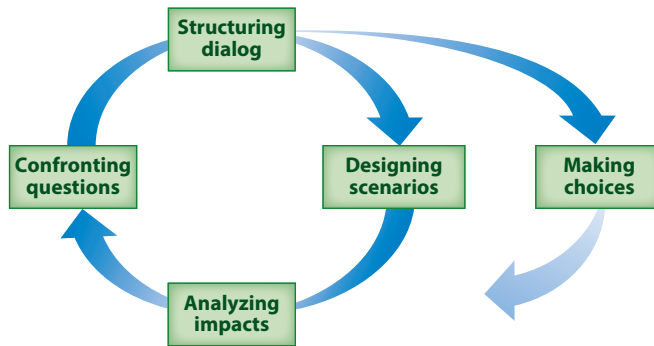 Structuring
dialog
Confronting
questions
Designing
scenarios
Making
choices
Analyzing
impacts